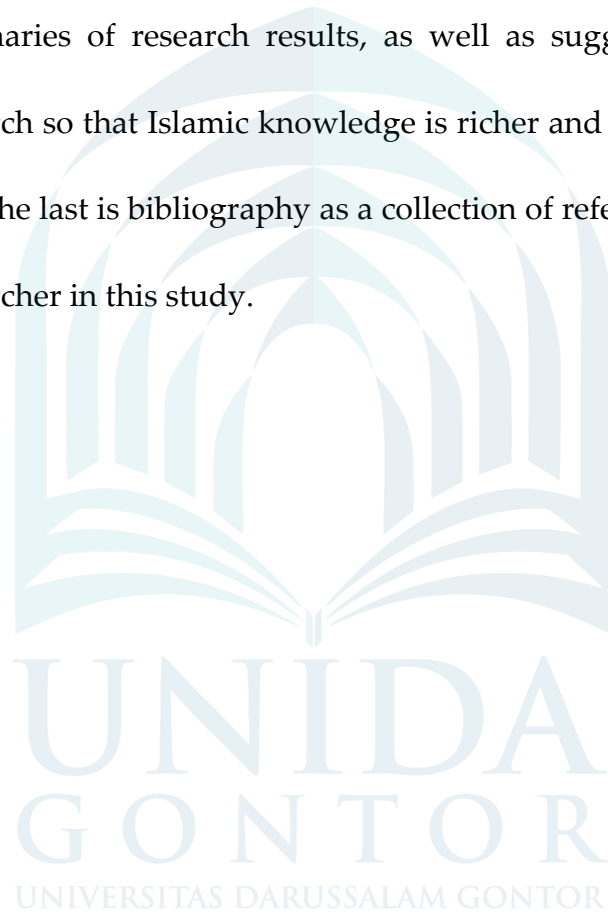 naries of research results, as well as sugg
ch so that Islamic knowledge is richer and
he last is bibliography as a collection of refe
cher in this study.
UNIDA
GONTOR
UNIVERSITAS DARUSSALAM GONTOR